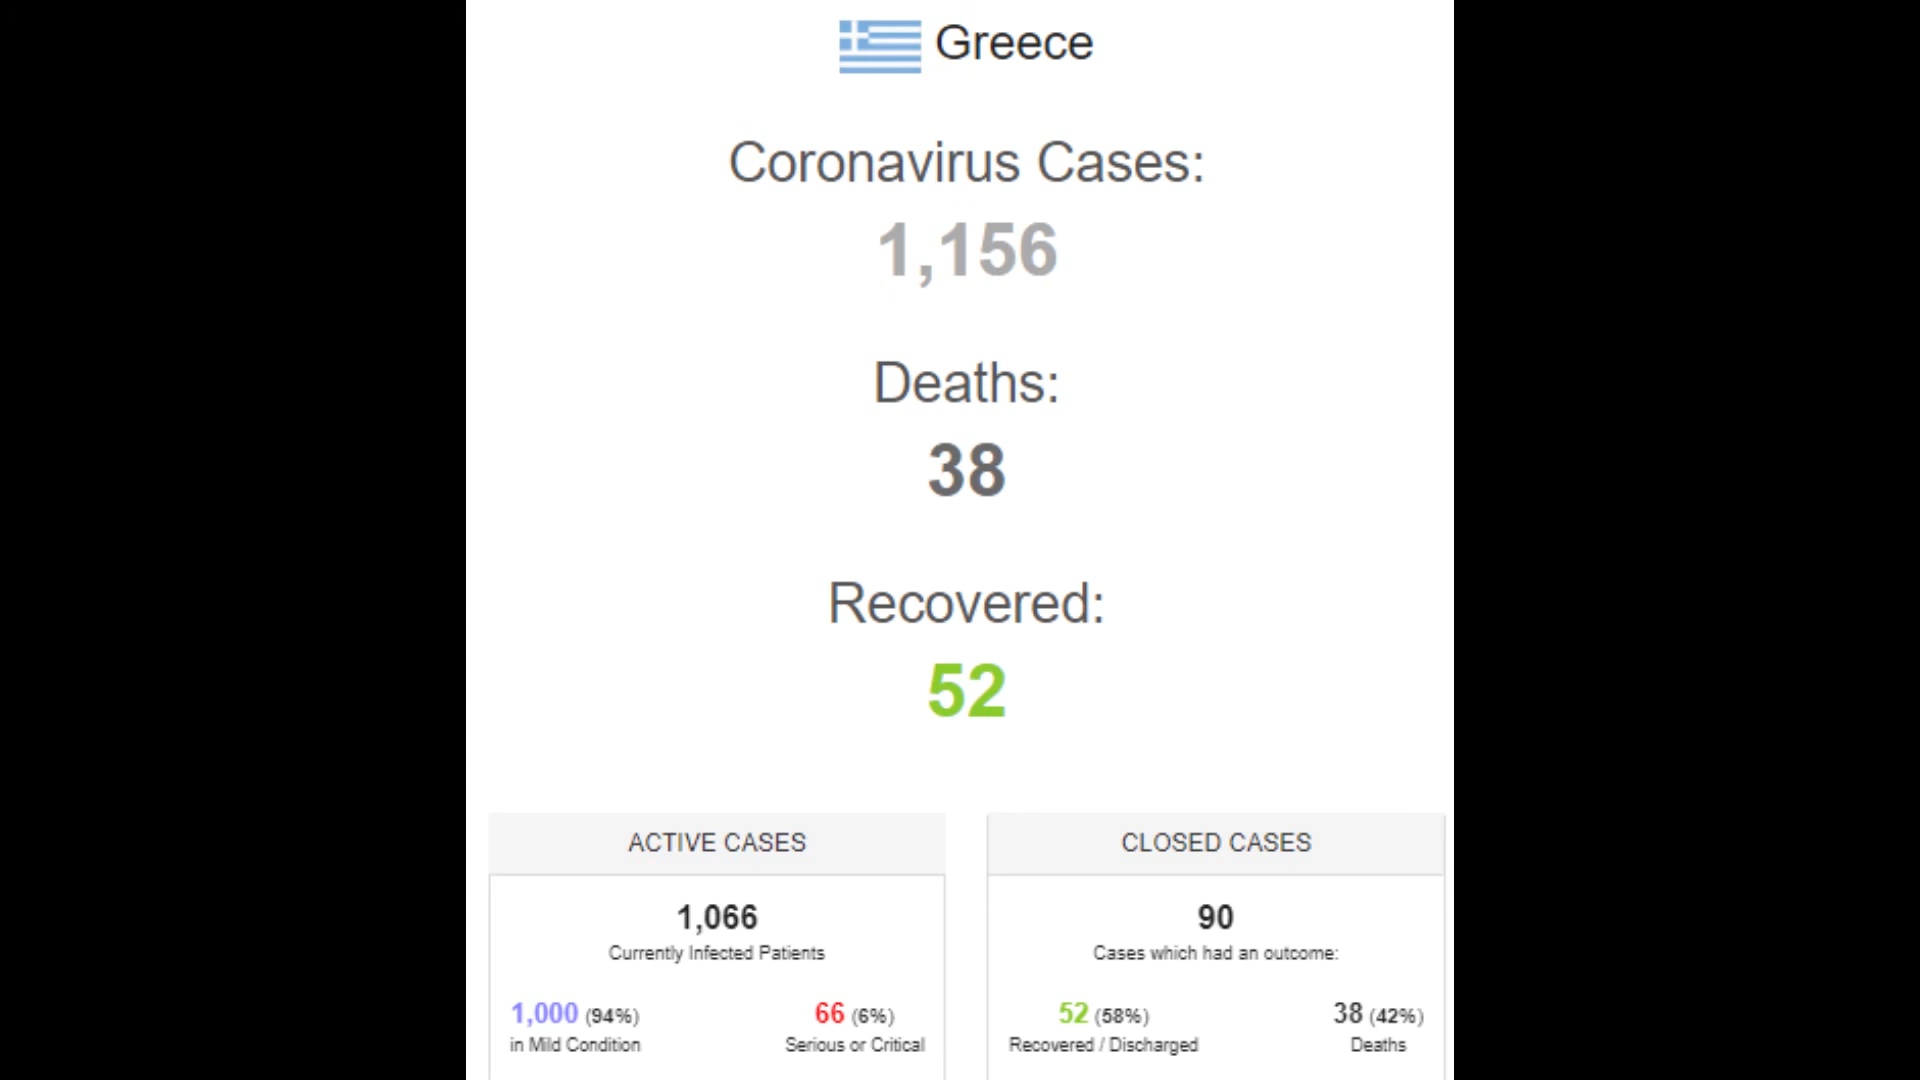 Greece
Coronavirus Cases:
1,156
Deaths:
38
Recovered:
52
ACTIVE CASES
1,066
Currently Infected Patients
1,000 (94%)
in Mild Condition
66 (6%)
Serious or Critical
CLOSED CASES
90
Cases which had an outcome:
52 (58%)
Recovered / Discharged
38 (42%)
Deaths